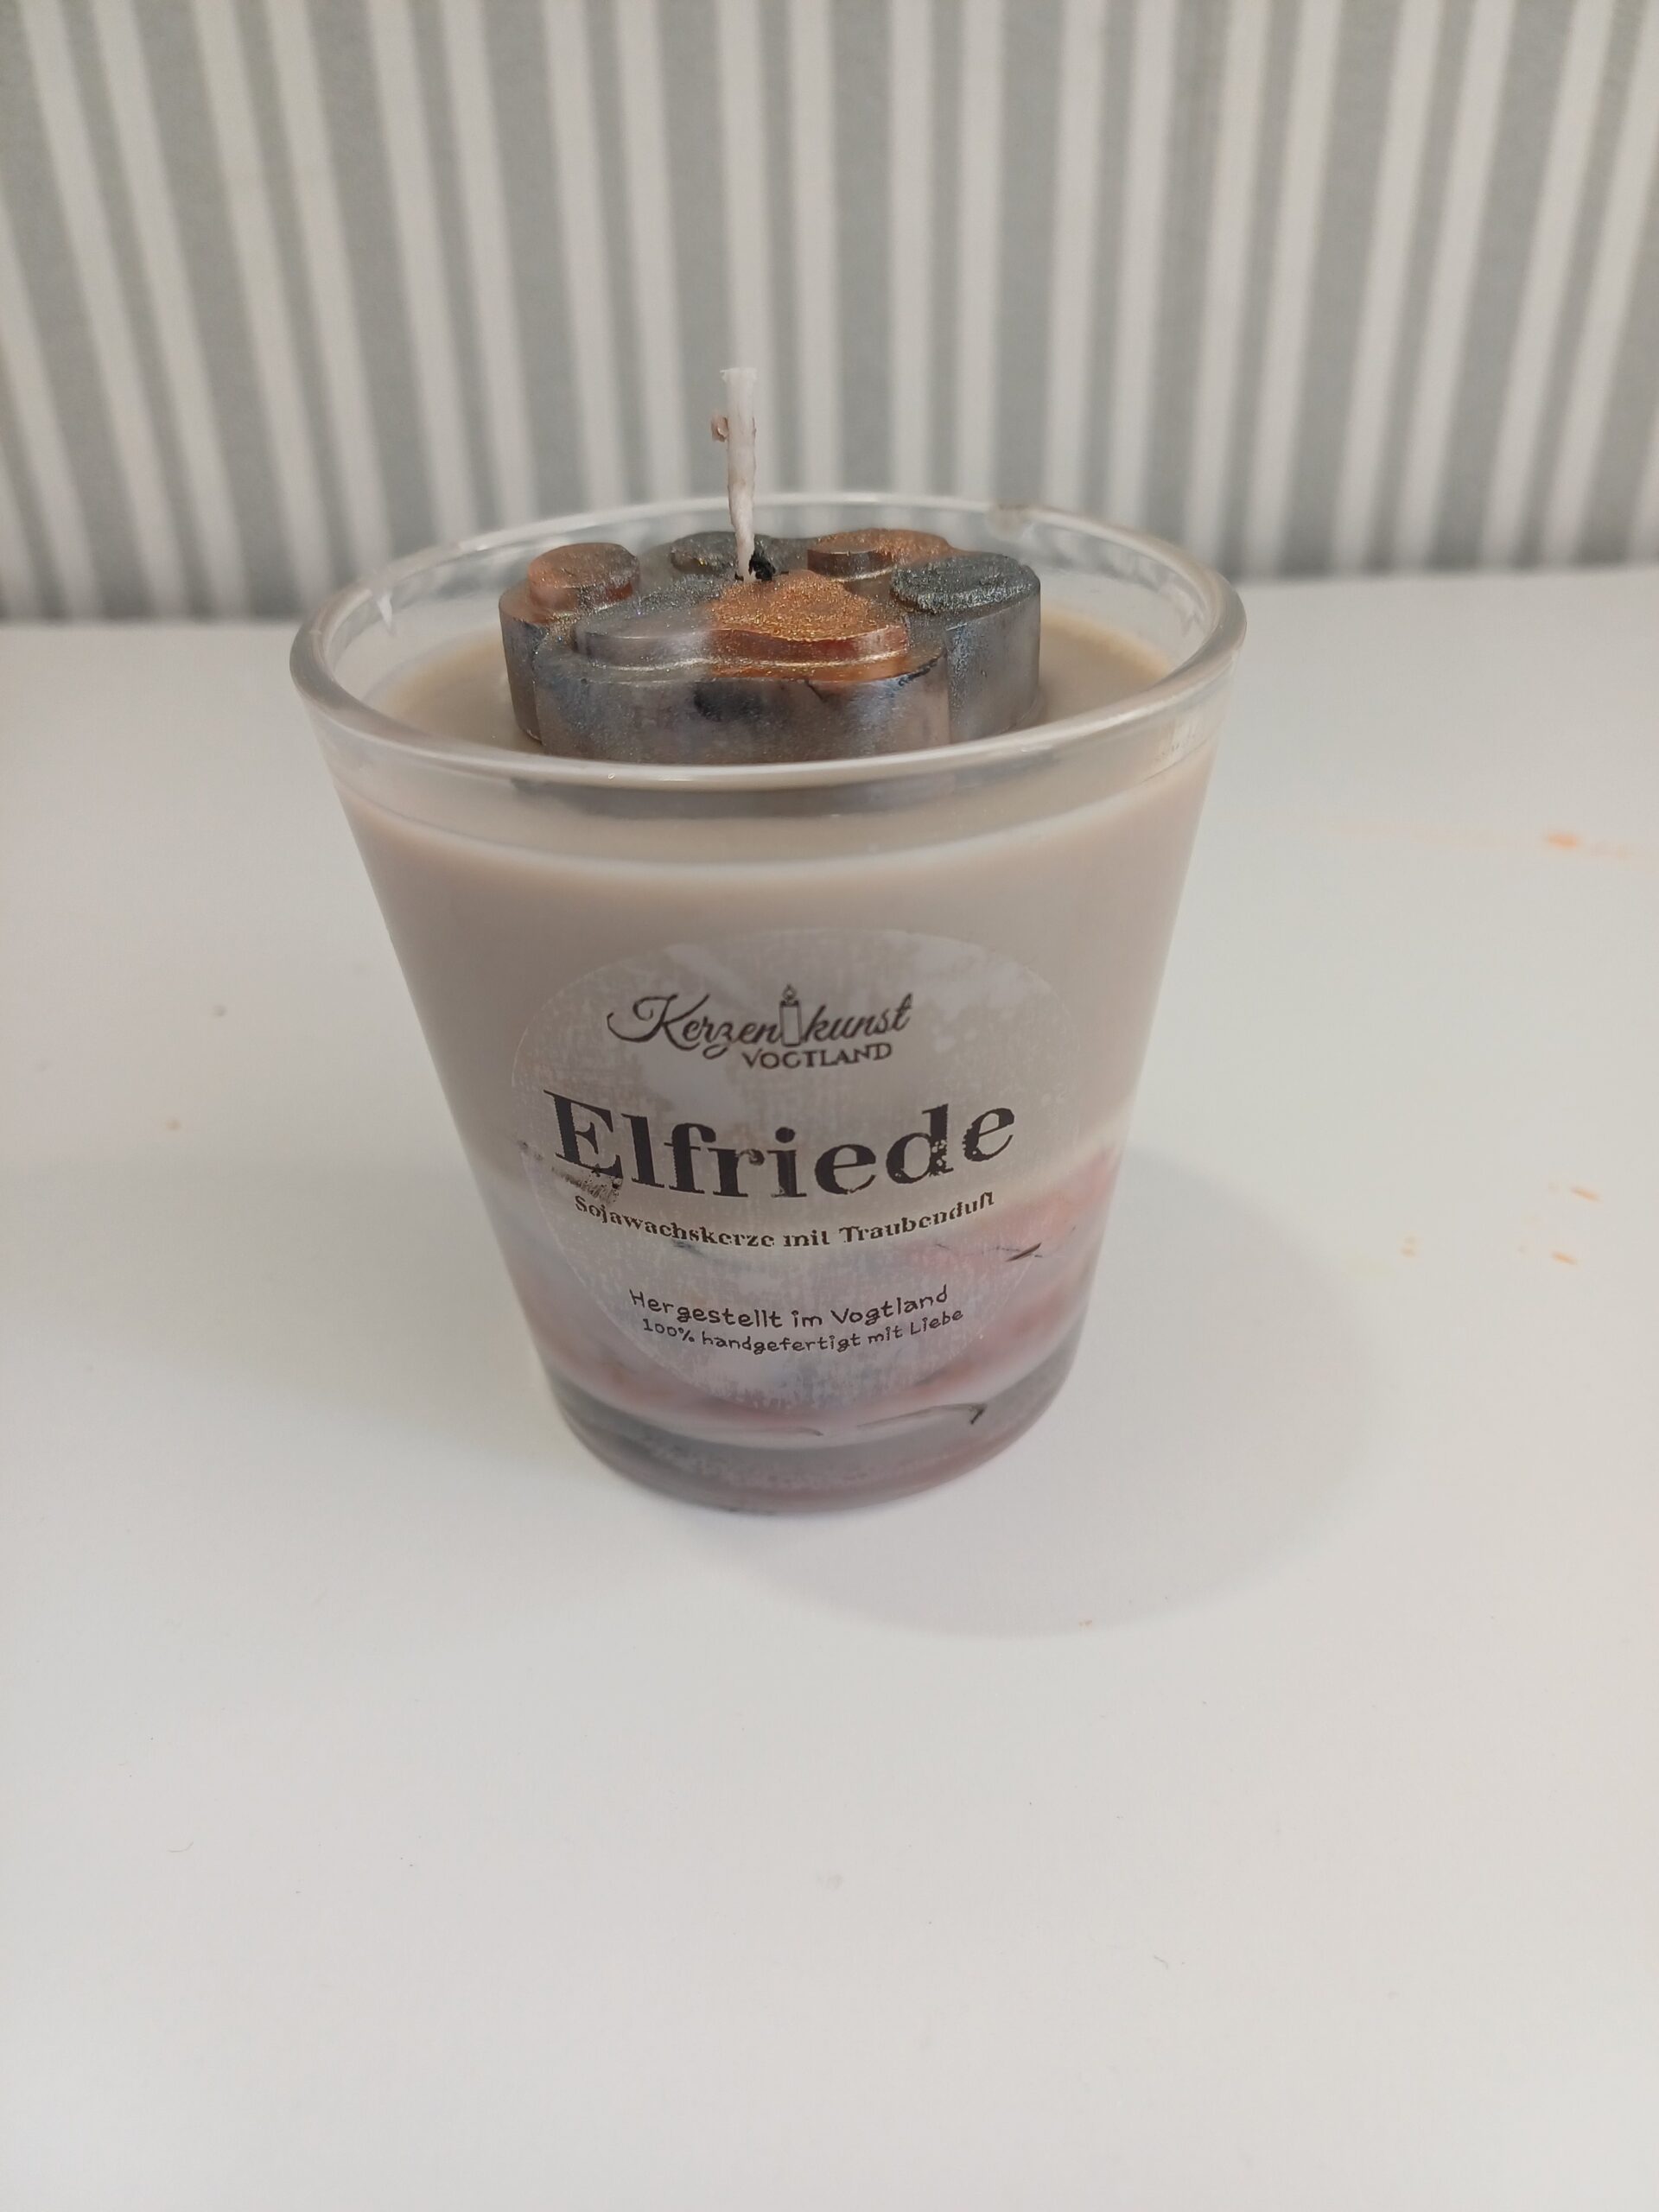 Kerzenkunst
VOGTLAND
Elfriede
Sojawachskerze mit Traubenduft
Hergestellt im Vogtland
100% handgefertigt mit Liebe